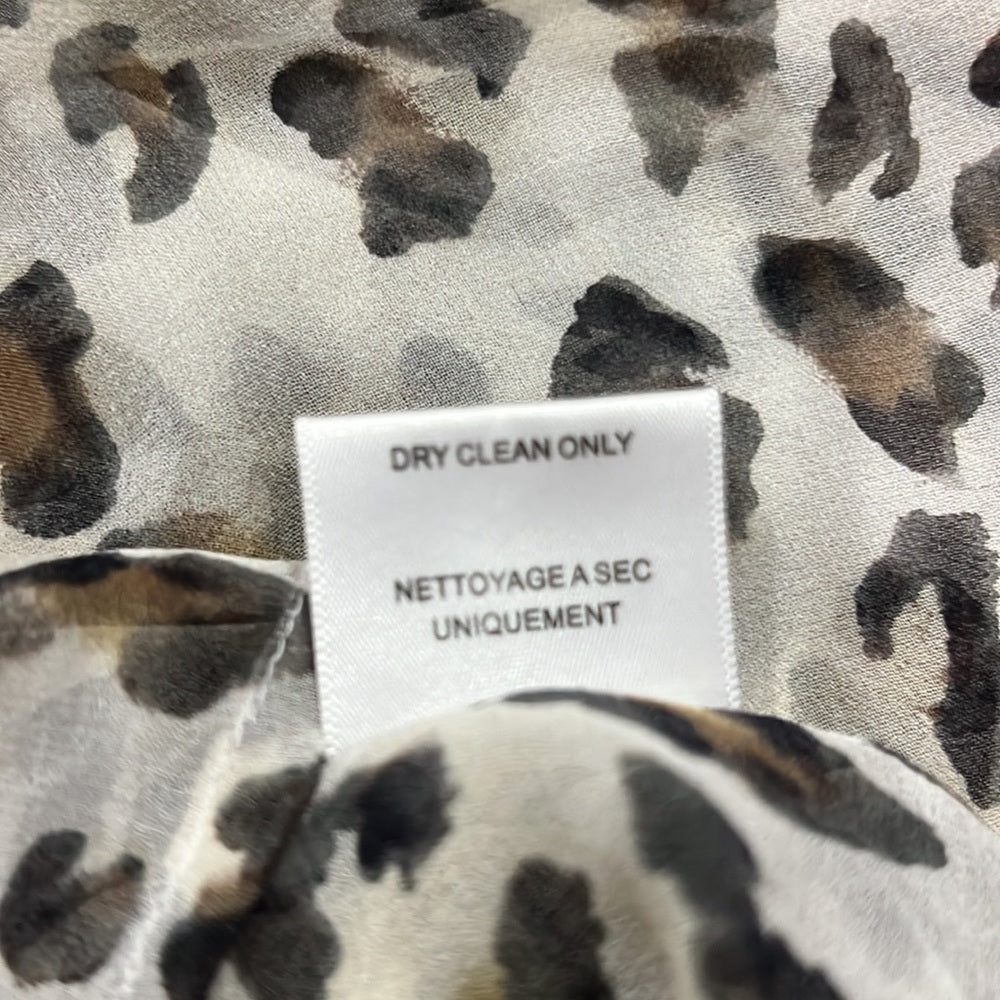 DRY CLEAN ONLY
NETTOYAGE A SEC
UNIQUEMENT